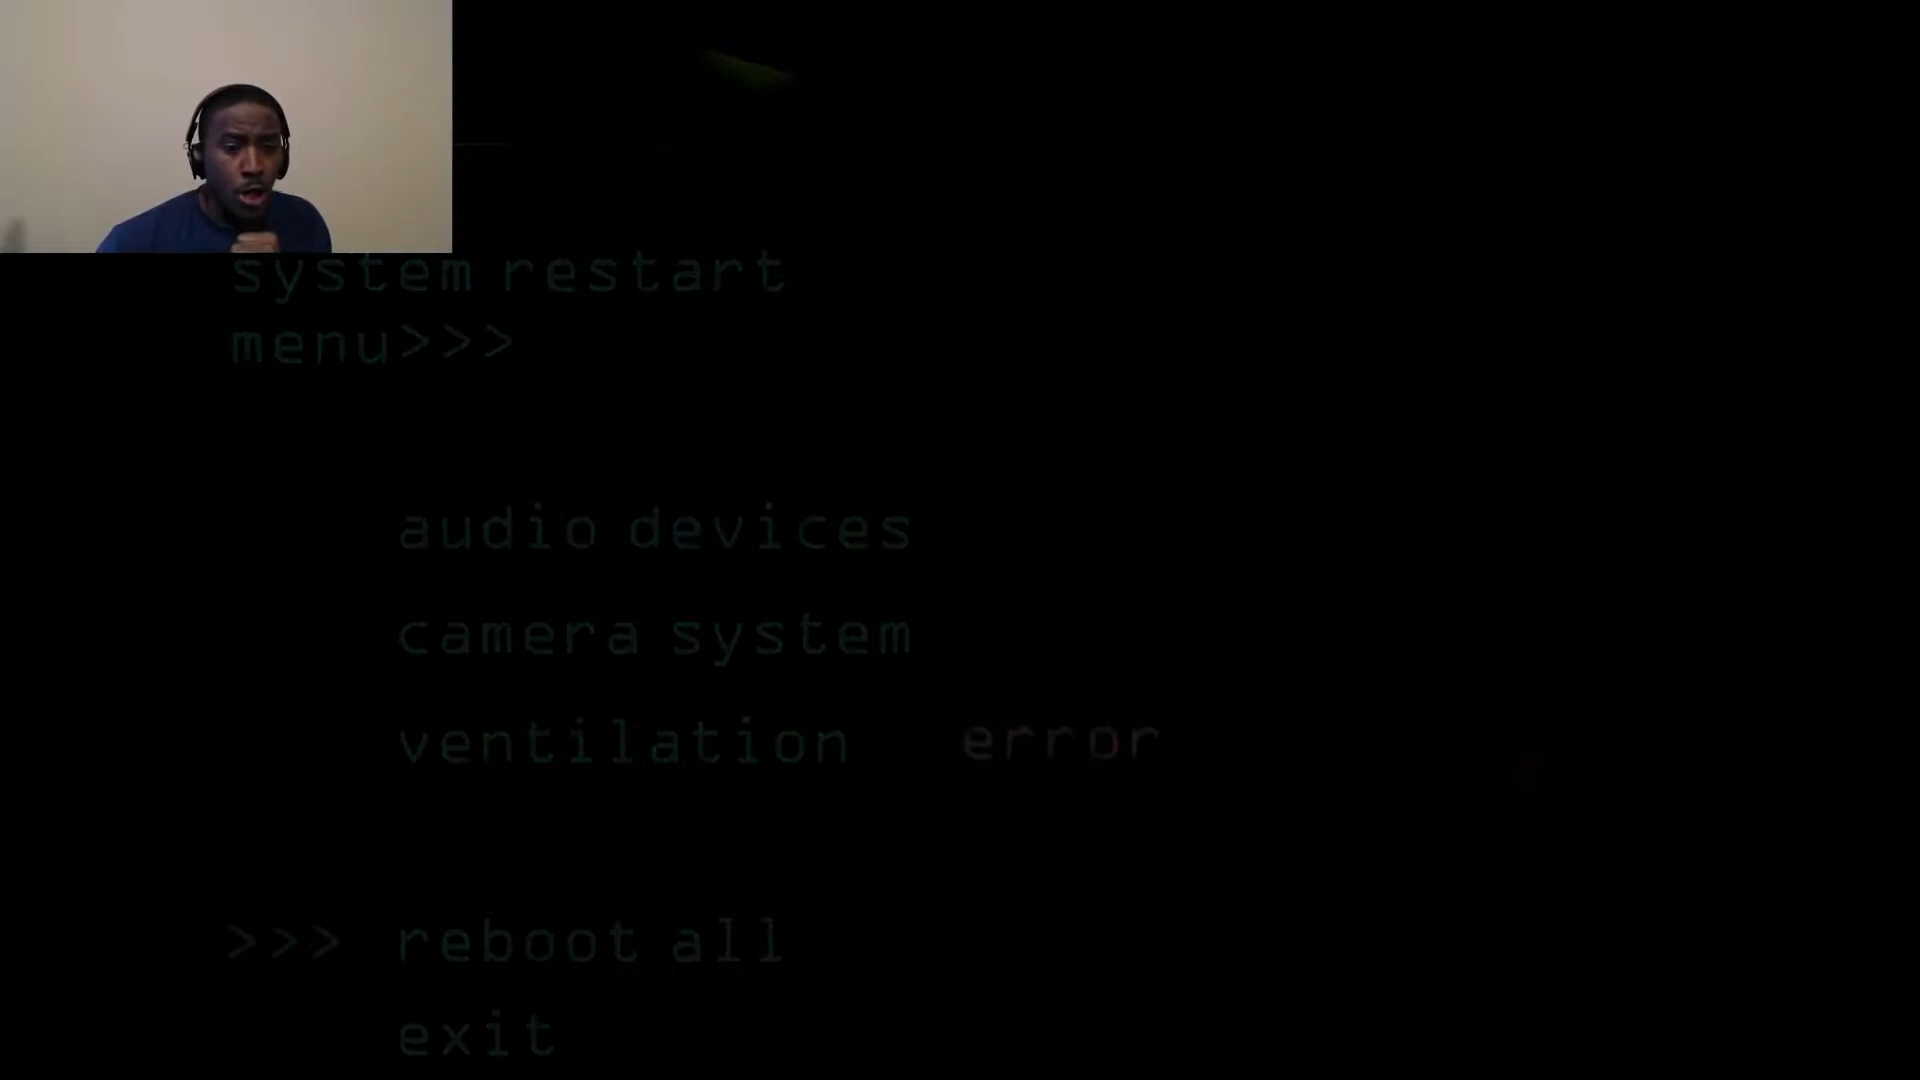 system restart
menu>>>
audio devices
camera system
ventilation error
>>> reboot all
exit